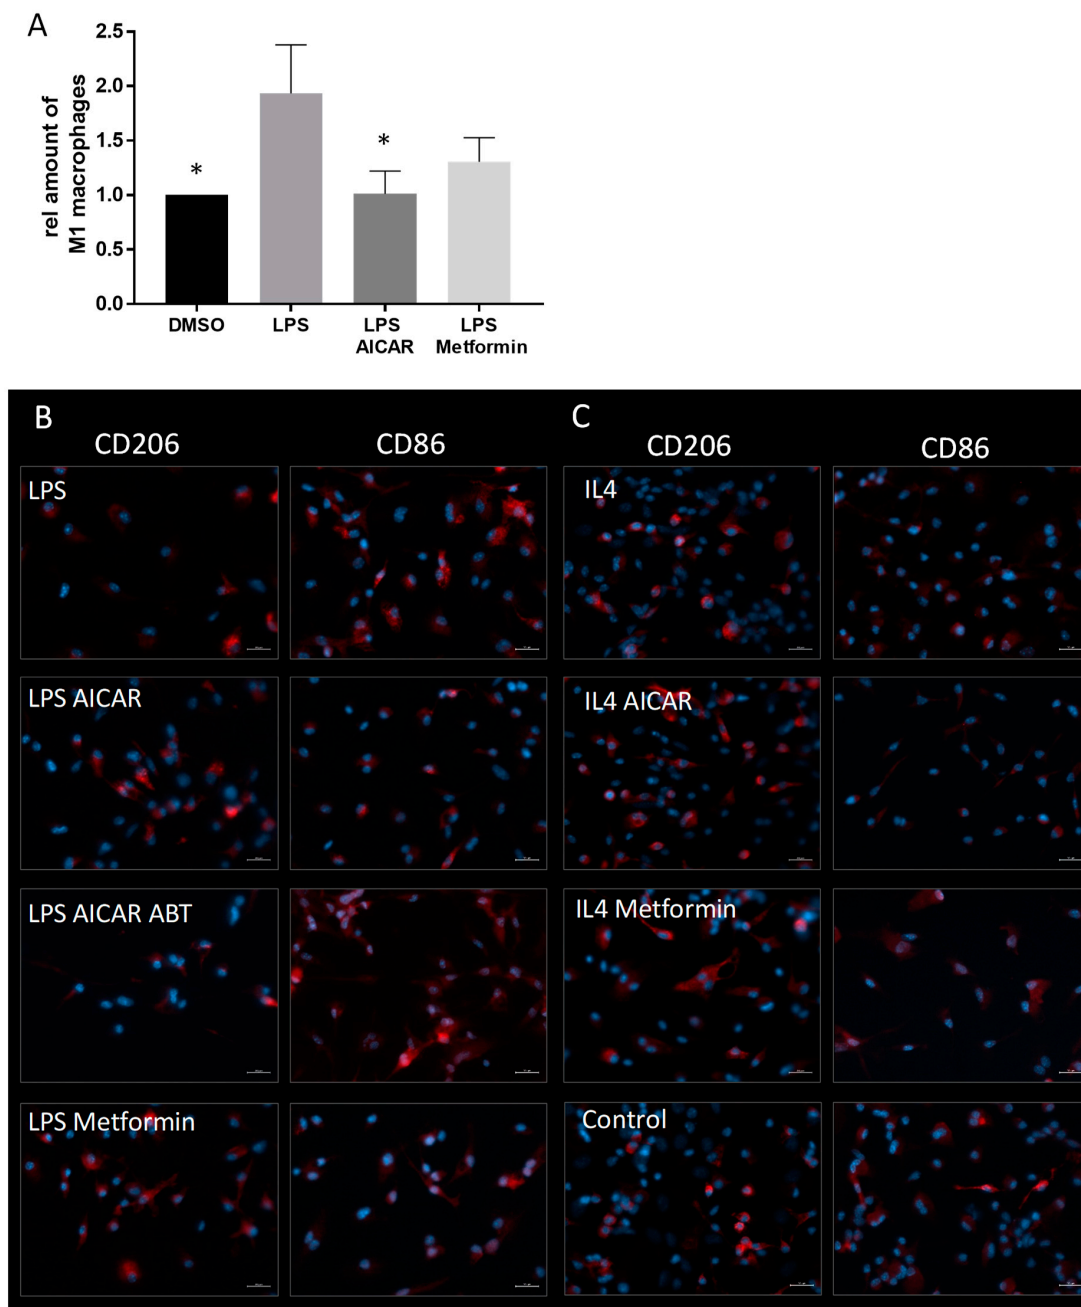 A
2.5
2.0
1.5
1.0
0.5
0.0
rel amount of
M1 macrophages
*
*
DMSO
LPS
LPS
AICAR
LPS
Metformin
B
CD206
CD86
C
CD206
CD86
LPS
IL4
LPS AICAR
IL4 AICAR
LPS AICAR ABT
IL4 Metformin
LPS Metformin
Control